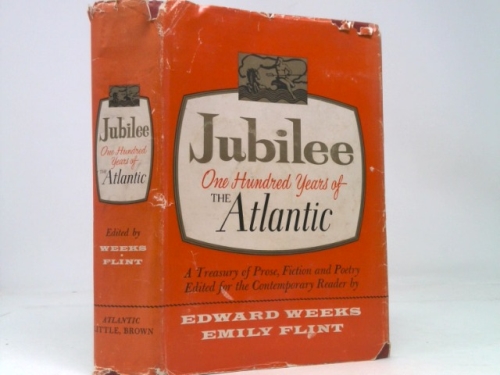 Jubilee
One Hundred
Years of
THE
Atlantic
Edited by
WEEKS
FLINT
ATLANTIC
LITTLE, BROWN
Jubilee
One Hundred Years of
THE Atlantic
A Treasury of Prose, Fiction and Poetry
Edited for the Contemporary Reader by
EDWARD WEEKS
EMILY FLINT